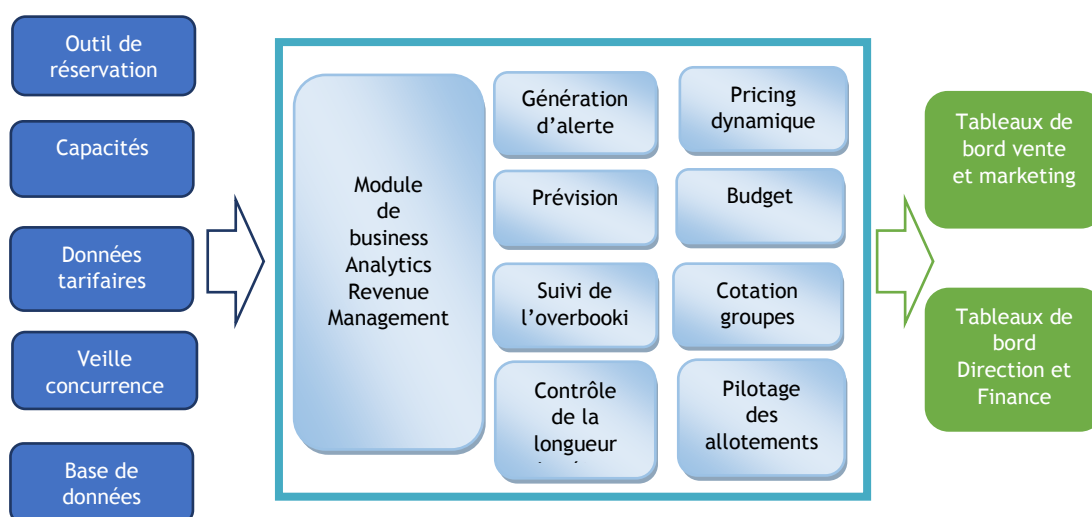 Outil de
réservation
Capacités
Données
tarifaires
Veille
concurrence
Base de
données
Module
de
business
Analytics
Revenue
Management
Génération
d'alerte
Pricing
dynamique
Prévision
Budget
Suivi de
l'overbooki
Cotation
groupes
Contrôle
de la
longueur
Pilotage
des
allotements
Tableaux de
bord vente
et marketing
Tableaux de
bord
Direction et
Finance